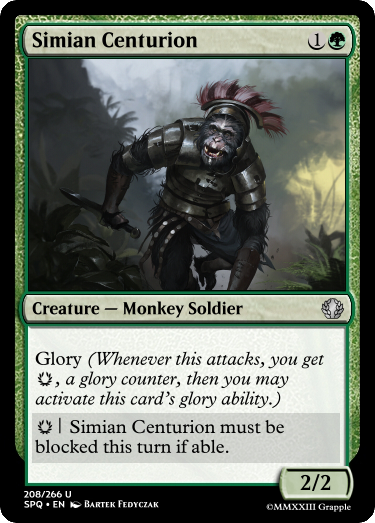 Simian Centurion 1
Creature — Monkey Soldier
Glory (Whenever this attacks, you get
, a glory counter, then you may
activate this card's glory ability.)
| Simian Centurion must be
blocked this turn if able.
2/2
208/266 U
SPQ • EN Bartek Fedyczak
©MMXXIII Grapple